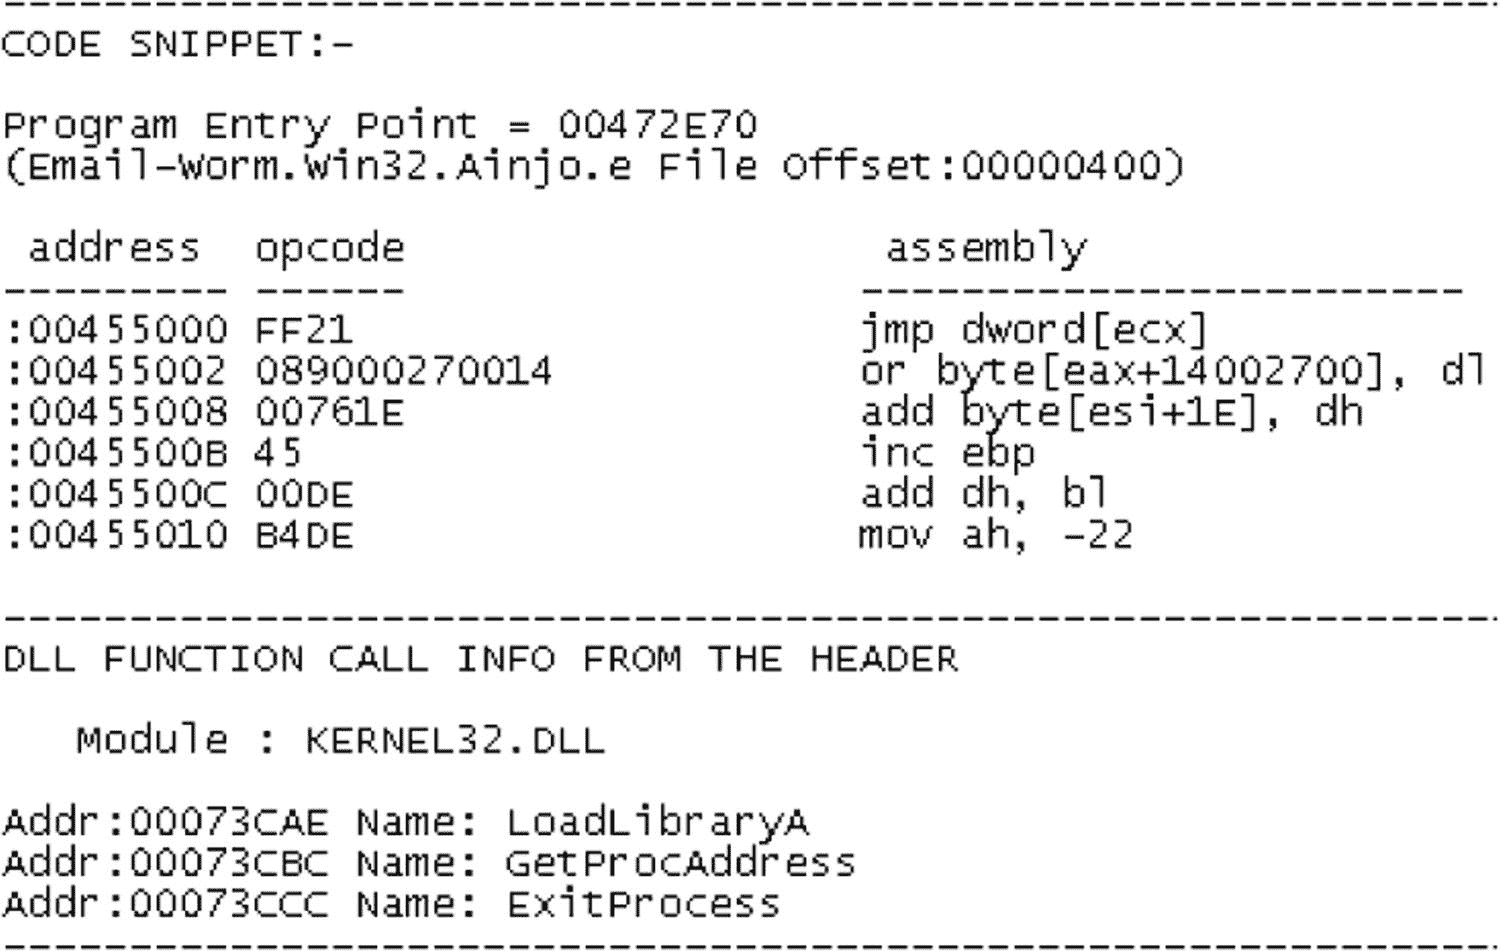 CODE SNIPPET:-
Program Entry Point = 00472E70
(Email-Worm.Win32.Ainjo.e File Offset:00000400)
address opcode assembly
:00455000 FF21 jmp dword[ecx]
:00455002 089000270014 or byte[eax+14002700], dl
:00455008 00761E add byte[esi+1E], dh
:0045500B 45 inc ebp
:0045500C 00DE add dh, bl
:00455010 B4DE mov ah, -22
DLL FUNCTION CALL INFO FROM THE HEADER
Module : KERNEL32.DLL
Addr:00073CAE Name: LoadLibraryA
Addr:00073CBC Name: GetProcAddress
Addr:00073CCC Name: ExitProcess